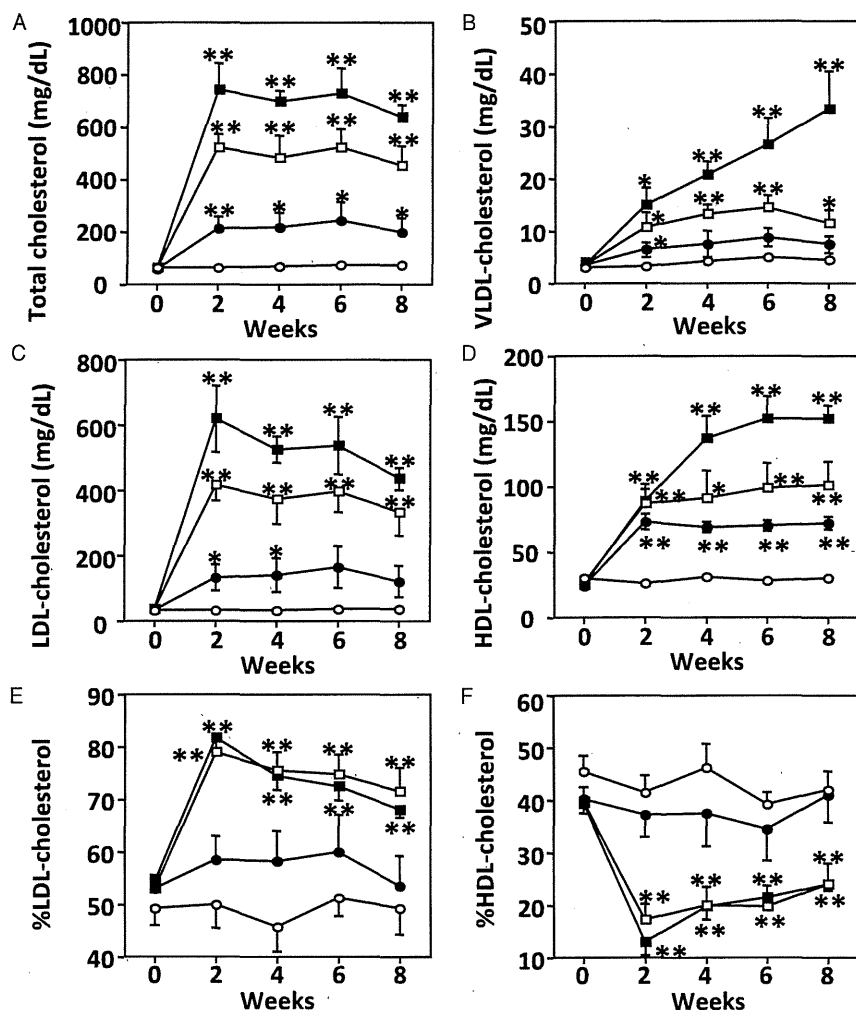 A
Total cholesterol (mg/dL)
1000
800
600
400
200
0
** ** ** **
** ** ** **
** * * *
0 2 4 6 8
Weeks
B
VLDL-cholesterol (mg/dL)
50
40
30
20
10
0
* ** ** **
* ** ** *
*
0 2 4 6 8
Weeks
C
LDL-cholesterol (mg/dL)
800
600
400
200
0
** ** ** **
** ** ** **
* *
0 2 4 6 8
Weeks
D
HDL-cholesterol (mg/dL)
200
150
100
50
0
** ** ** **
** * ** **
** ** ** **
0 2 4 6 8
Weeks
E
%LDL-cholesterol
90
80
70
60
50
40
** ** ** **
** ** ** **
0 2 4 6 8
Weeks
F
%HDL-cholesterol
60
50
40
30
20
10
** ** ** **
** ** ** **
0 2 4 6 8
Weeks